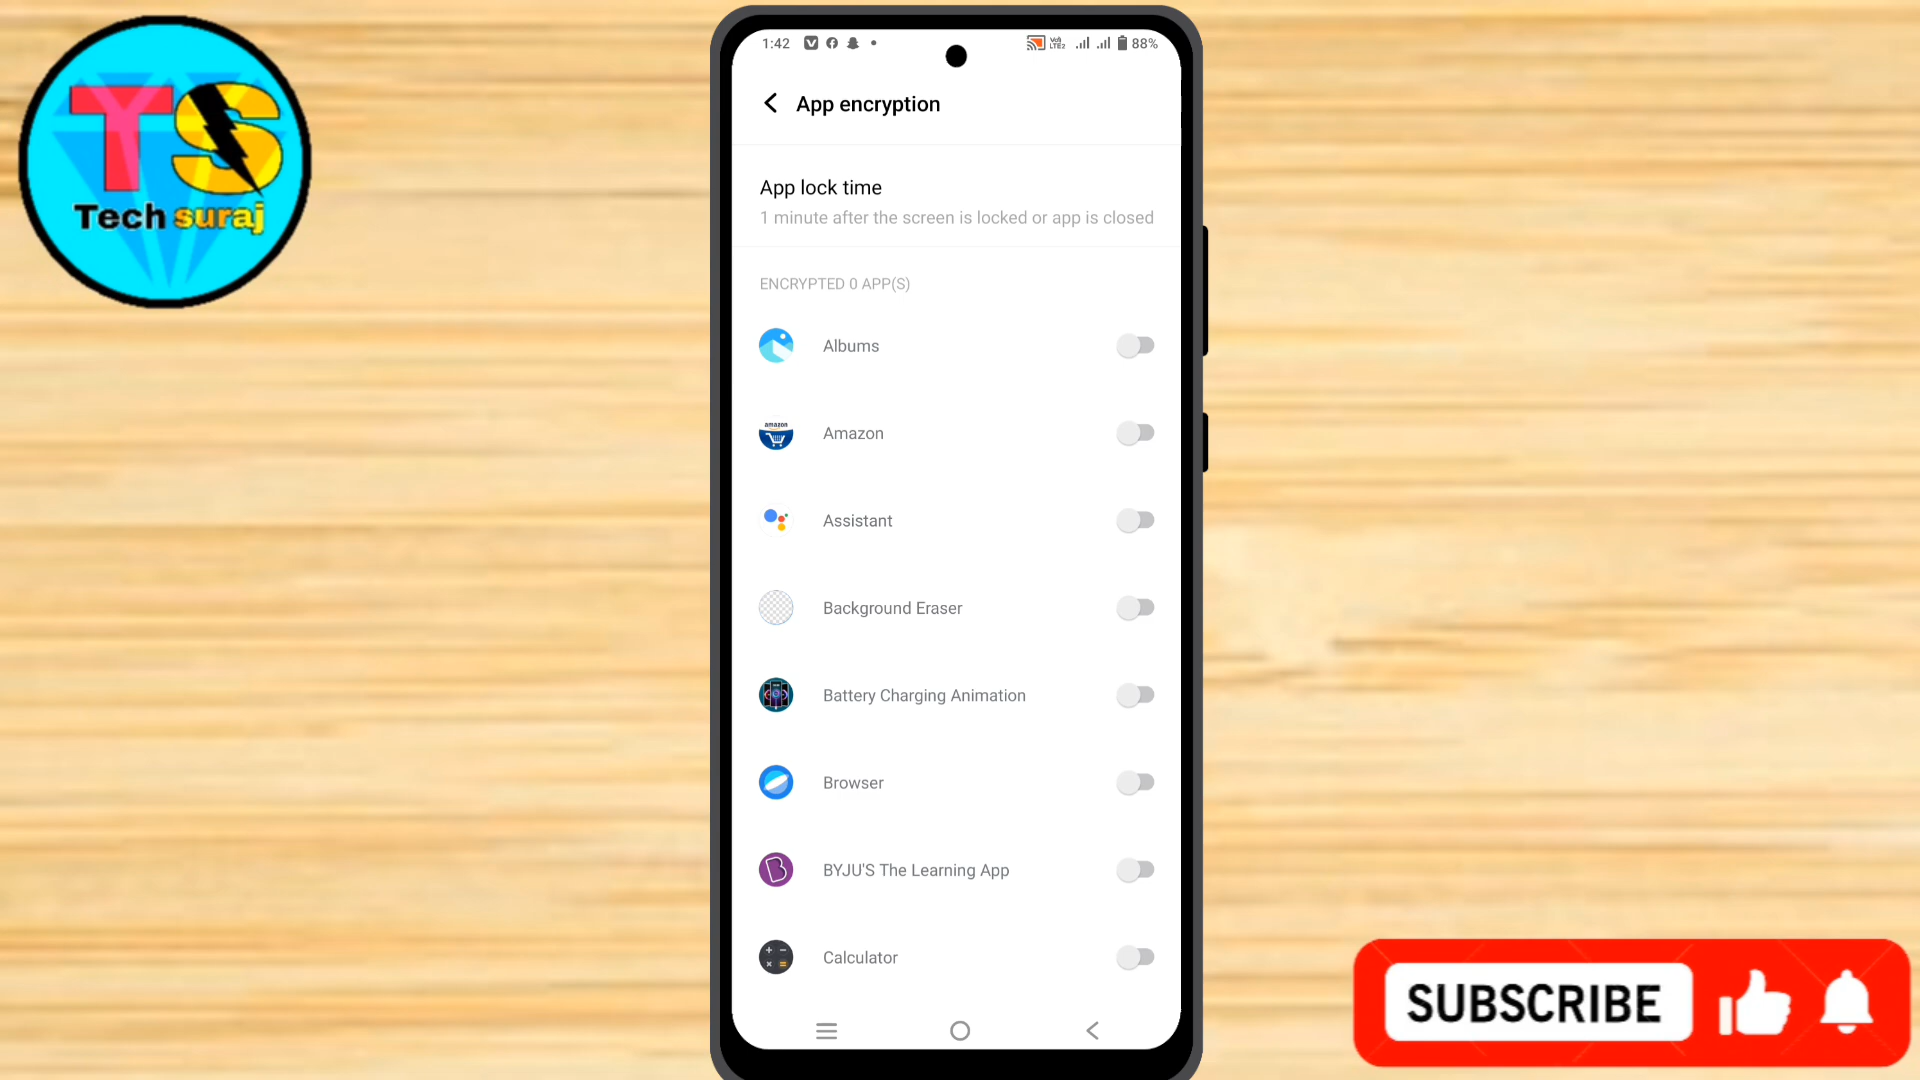 TS
Tech suraj
1:42
88%
App encryption
App lock time
1 minute after the screen is locked or app is closed
ENCRYPTED 0 APP(S)
Albums
amazon
Amazon
Assistant
Background Eraser
Battery Charging Animation
Browser
BYJU'S The Learning App
Calculator
SUBSCRIBE